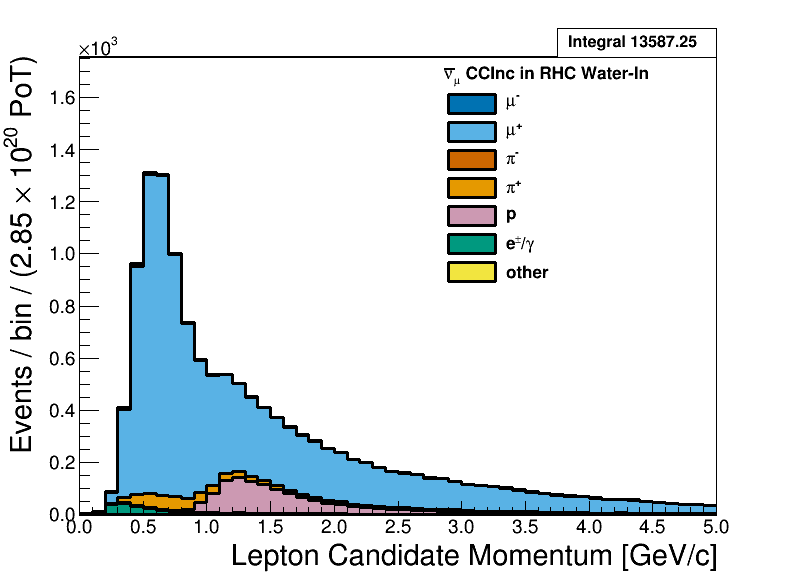 Integral 13587.25
×10³
ν̅μ CCInc in RHC Water-In
μ⁻
μ⁺
π⁻
π⁺
p
e±/γ
other
Events / bin / (2.85 × 10²⁰ PoT)
1.6
1.4
1.2
1.0
0.8
0.6
0.4
0.2
0.0
0.0 0.5 1.0 1.5 2.0 2.5 3.0 3.5 4.0 4.5 5.0
Lepton Candidate Momentum [GeV/c]